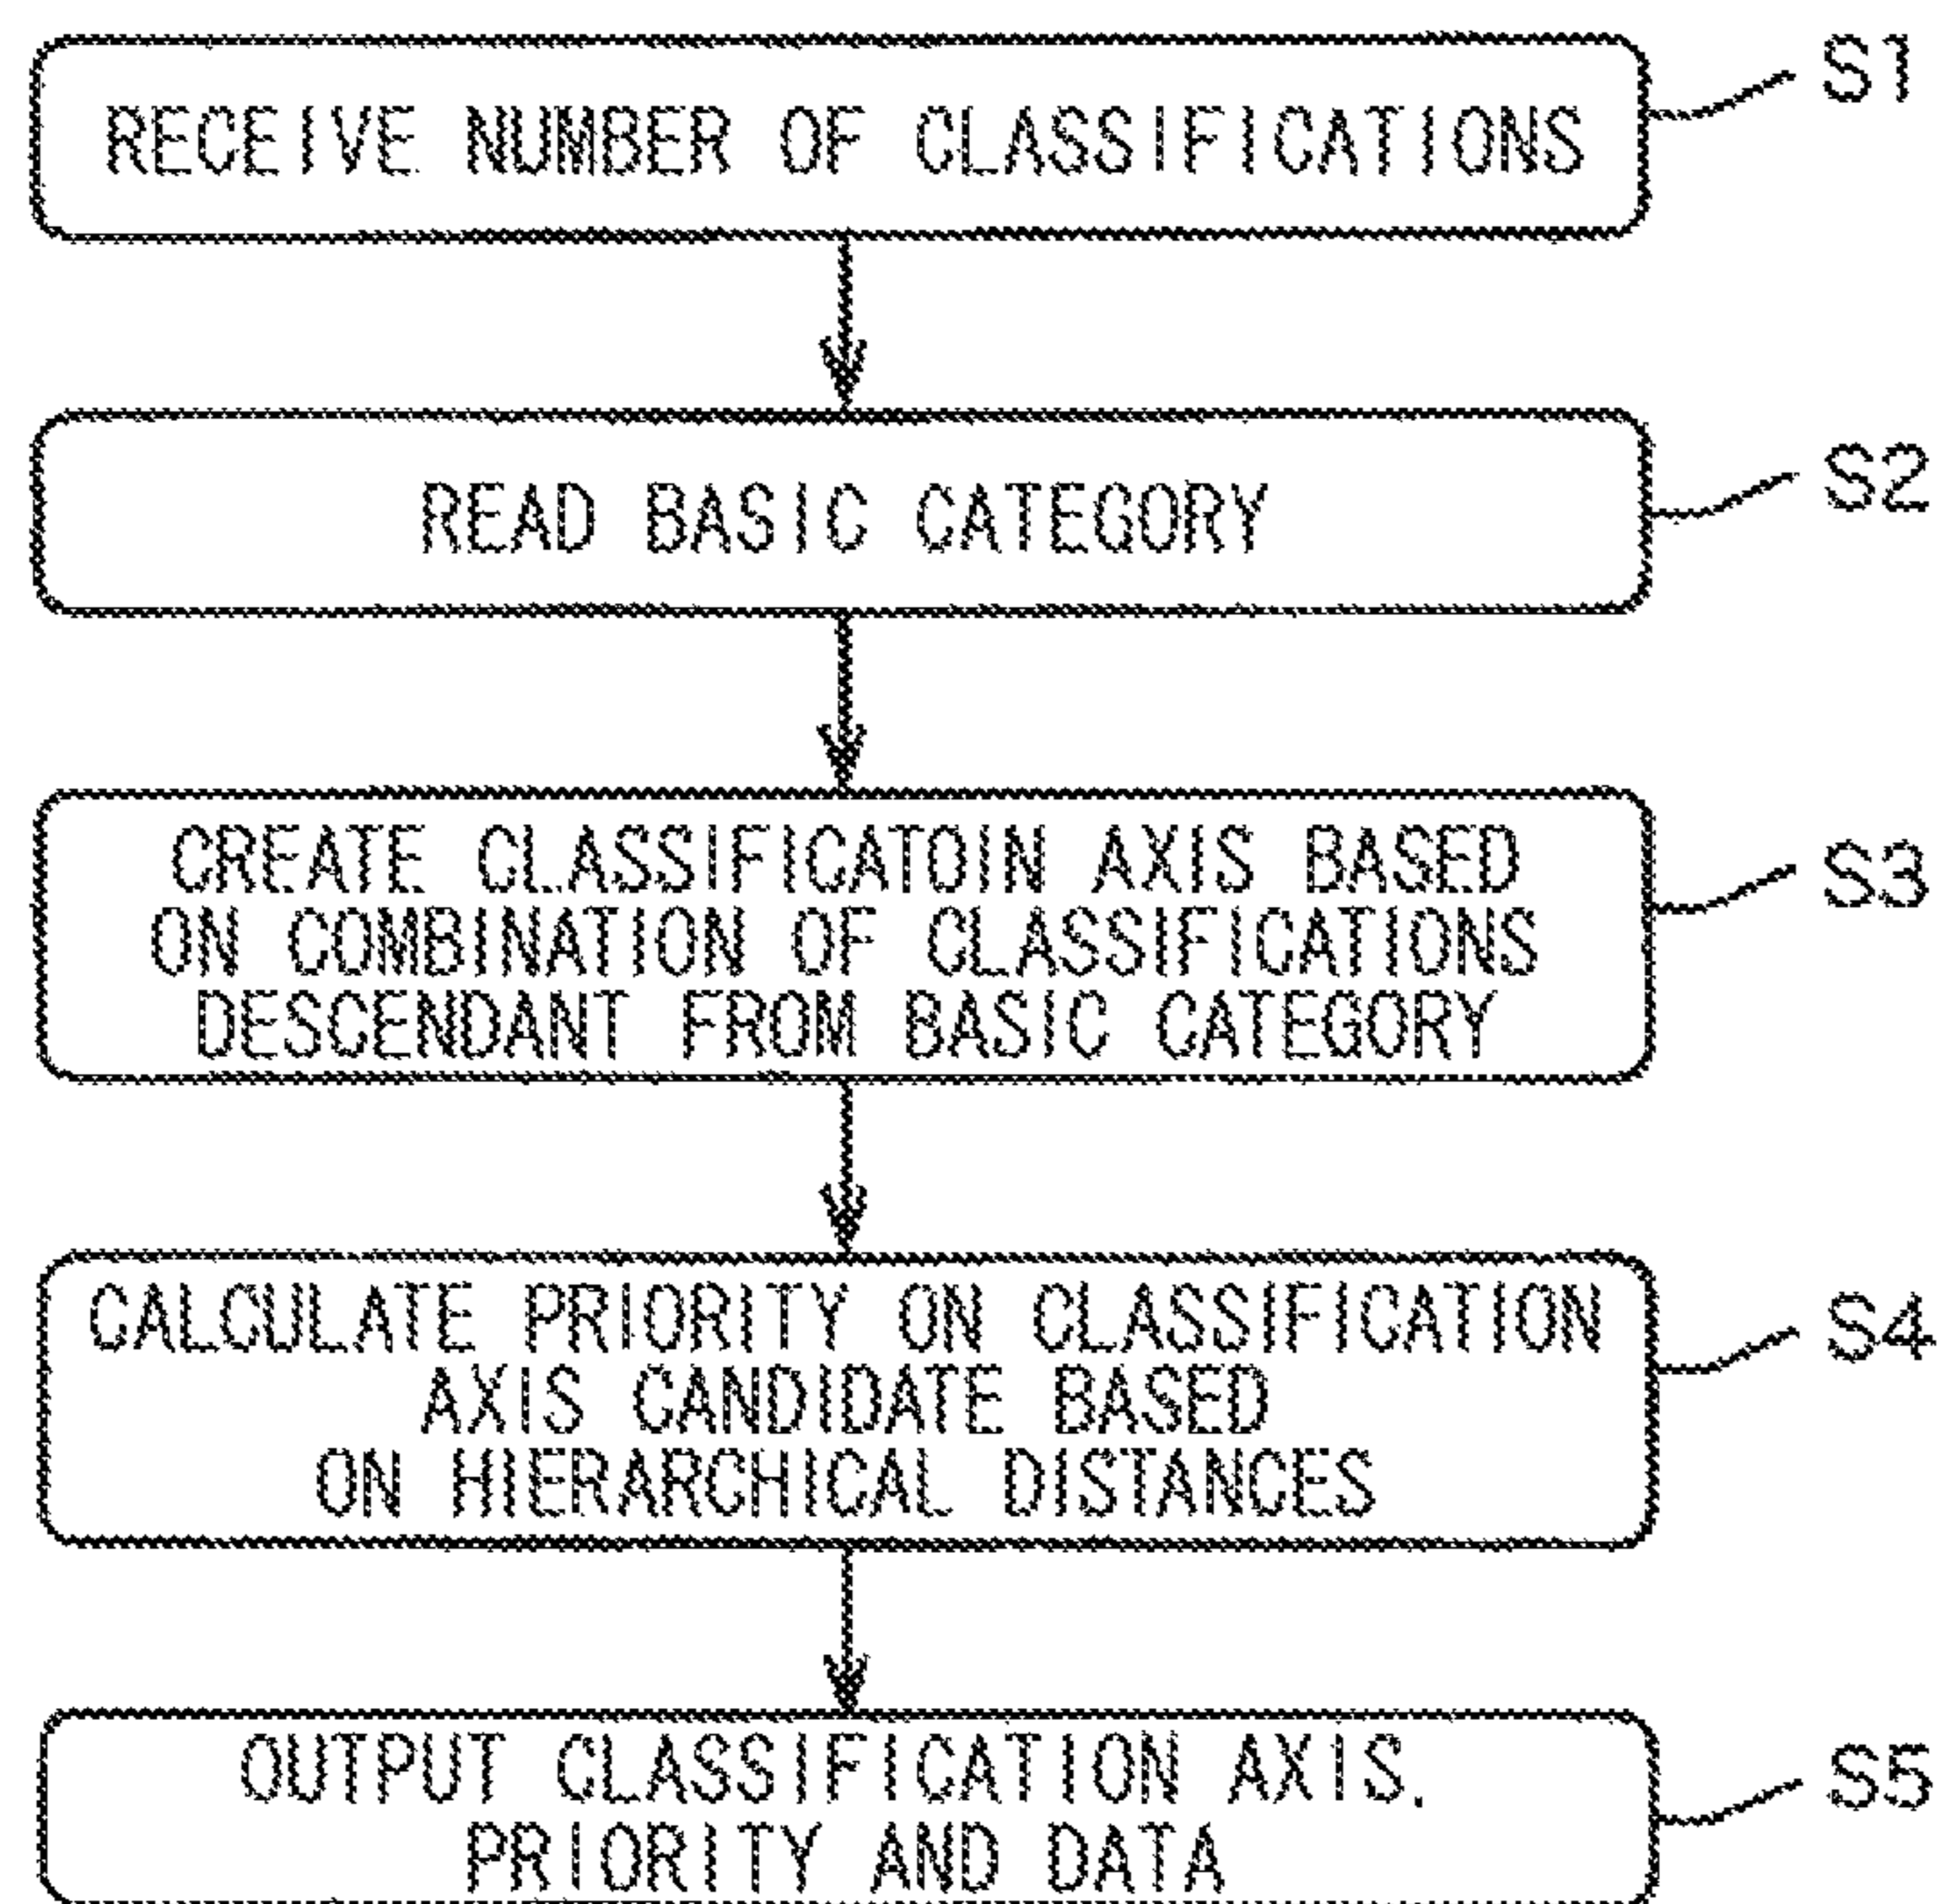 RECEIVE NUMBER OF CLASSIFICATIONS
S1
READ BASIC CATEGORY
S2
CREATE CLASSIFICATOIN AXIS BASED
ON COMBINATION OF CLASSIFICATIONS
DESCENDANT FROM BASIC CATEGORY
S3
CALCULATE PRIORITY ON CLASSIFICATION
AXIS CANDIDATE BASED
ON HIERARCHICAL DISTANCES
S4
OUTPUT CLASSIFICATION AXIS,
PRIORITY AND DATA
S5